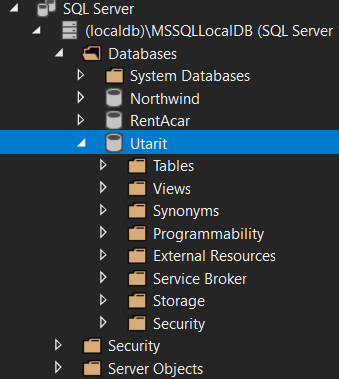 SQL Server
(localdb)\MSSQLLocalDB (SQL Server
Databases
System Databases
Northwind
RentAcar
Utarit
Tables
Views
Synonyms
Programmability
External Resources
Service Broker
Storage
Security
Security
Server Objects